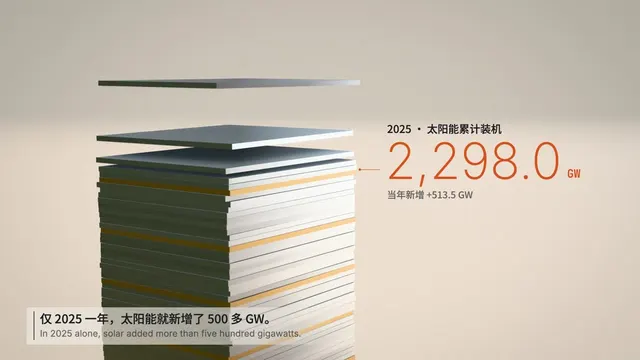 2025 · 太阳能累计装机
2,298.0 GW
当年新增 +513.5 GW
仅 2025 一年，太阳能就新增了 500 多 GW。
In 2025 alone, solar added more than five hundred gigawatts.